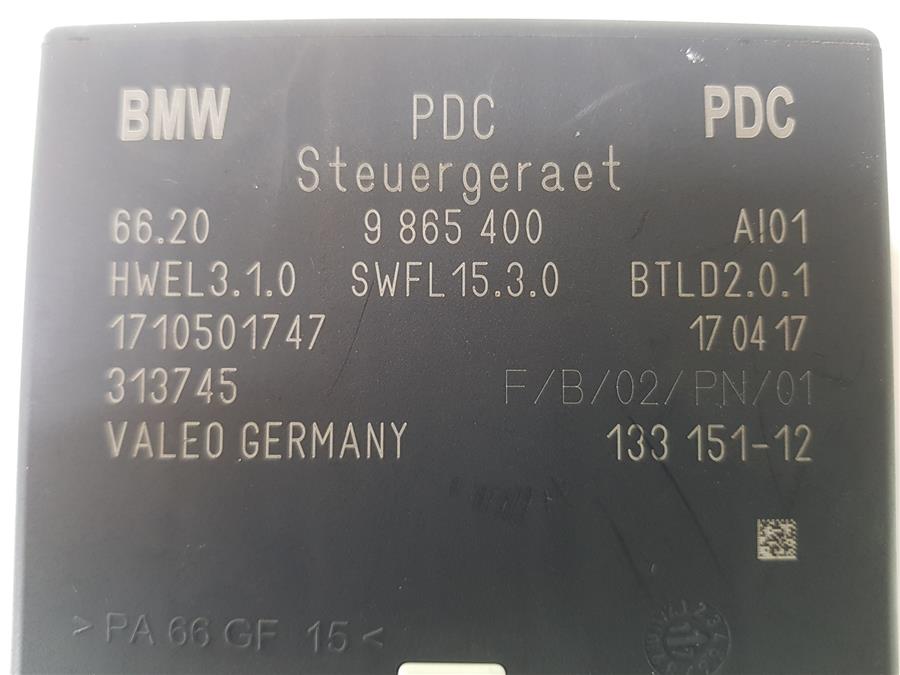 BMW PDC PDC
Steuergeraet
66.20 9 865 400 AI01
HWEL3.1.0 SWFL15.3.0 BTLD2.0.1
1710501747 17 04 17
313745 F/B/02/PN/01
VALEO GERMANY 133 151-12
>PA 66 GF 15<